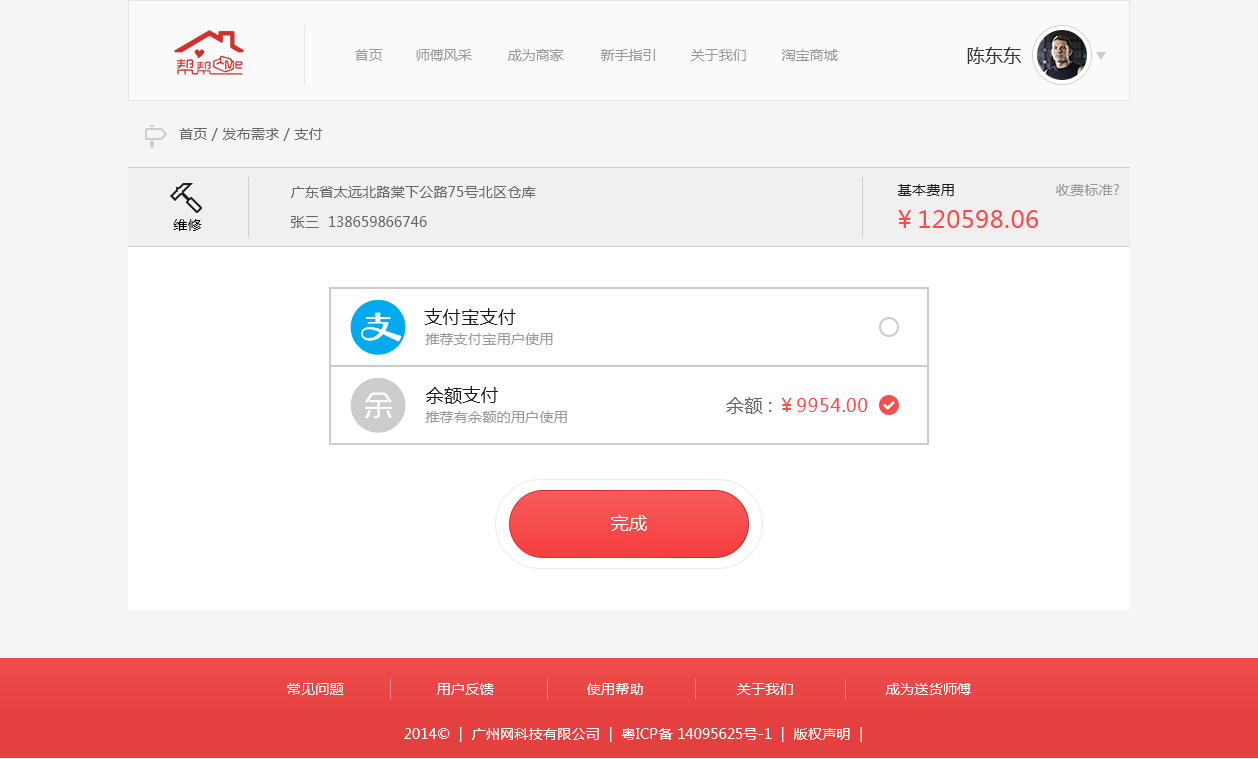 帮帮Me
首页 师傅风采 成为商家 新手指引 关于我们 淘宝商城
陈东东
首页 / 发布需求 / 支付
维修
广东省太远北路棠下公路75号北区仓库
张三 138659866746
基本费用 收费标准?
¥ 120598.06
支
支付宝支付
推荐支付宝用户使用
余
余额支付
推荐有余额的用户使用
余额 : ¥ 9954.00
完成
常见问题 用户反馈 使用帮助 关于我们 成为送货师傅
2014© | 广州网科技有限公司 | 粤ICP备 14095625号-1 | 版权声明 |